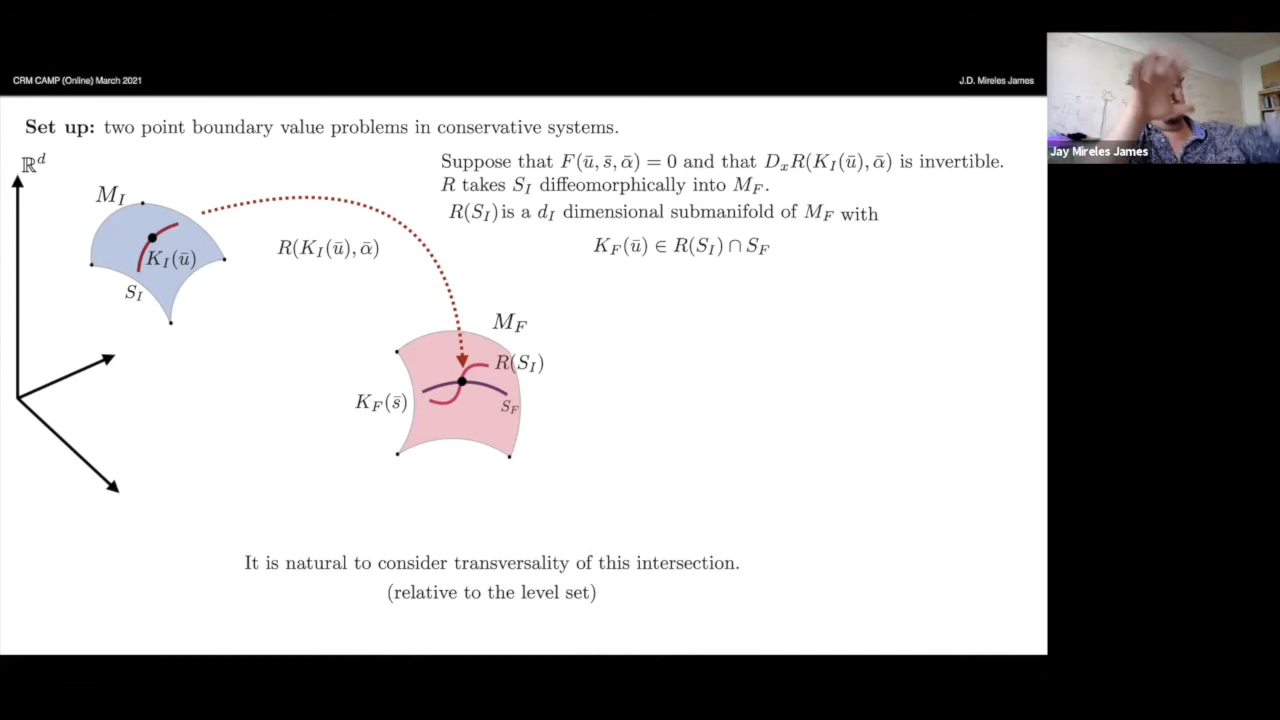 CRM CAMP (Online) March 2021
J.D. Mireles James
Jay Mireles James
Set up: two point boundary value problems in conservative systems.
ℝ^d
M_I
K_I(ū)
S_I
R(K_I(ū), ᾱ)
Suppose that F(ū, s̄, ᾱ) = 0 and that D_xR(K_I(ū), ᾱ) is invertible.
R takes S_I diffeomorphically into M_F.
R(S_I) is a d_I dimensional submanifold of M_F with
K_F(ū) ∈ R(S_I) ∩ S_F
M_F
R(S_I)
K_F(s̄)
S_F
It is natural to consider transversality of this intersection.
(relative to the level set)